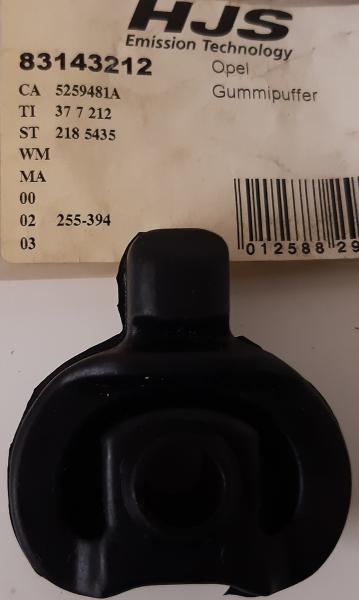 HJS
Emission Technology
83143212
Opel
Gummipuffer
CA 5259481A
TI 37 7 212
ST 218 5435
WM
MA
00
02 255-394
03
012588 29